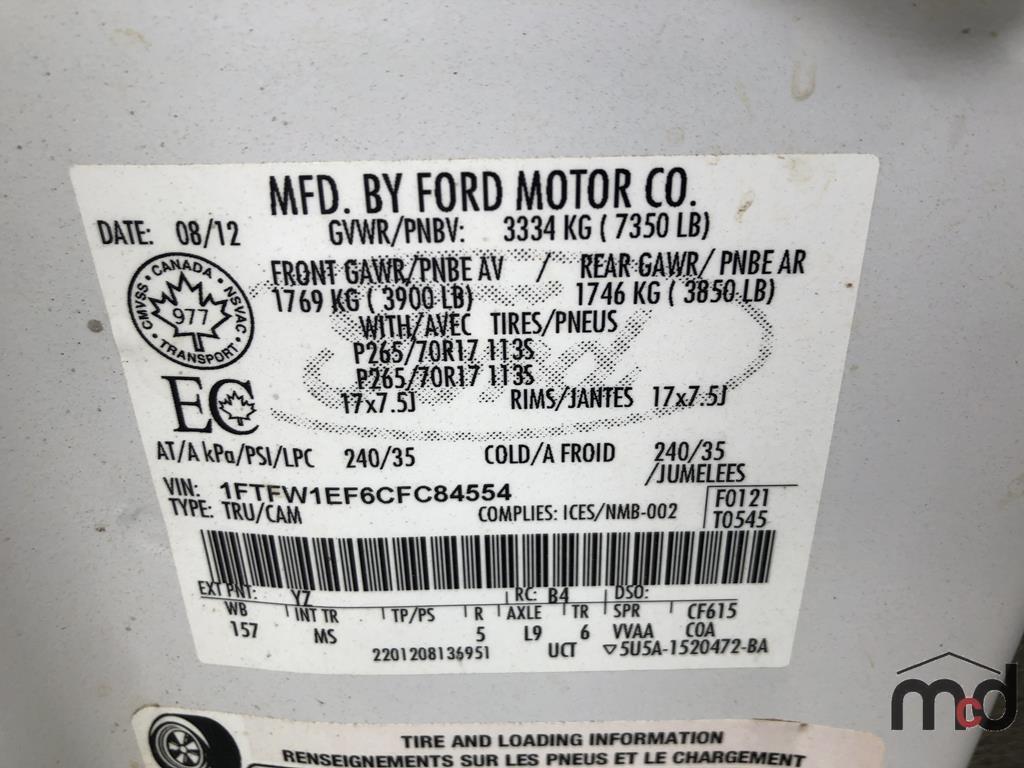 MFD. BY FORD MOTOR CO.
DATE: 08/12 GVWR/PNBV: 3334 KG ( 7350 LB)
FRONT GAWR/PNBE AV / REAR GAWR/ PNBE AR
1769 KG ( 3900 LB) 1746 KG ( 3850 LB)
CMVSS • CANADA • NSVAC • TRANSPORT •
977
WITH/AVEC TIRES/PNEUS
P265/70R17 113S
P265/70R17 113S
EC
17x7.5J RIMS/JANTES 17x7.5J
AT/A kPa/PSI/LPC 240/35 COLD/A FROID 240/35
/JUMELEES
VIN: 1FTFW1EF6CFC84554
F0121
TYPE: TRU/CAM COMPLIES: ICES/NMB-002 T0545
EXT PNT: YZ RC: B4 DSO:
WB INT TR TP/PS R AXLE TR SPR CF615
157 MS 5 L9 6 VVAA COA
2201208136951 UCT ▽5U5A-1520472-BA
TIRE AND LOADING INFORMATION
RENSEIGNEMENTS SUR LES PNEUS ET LE CHARGEMENT
mcd